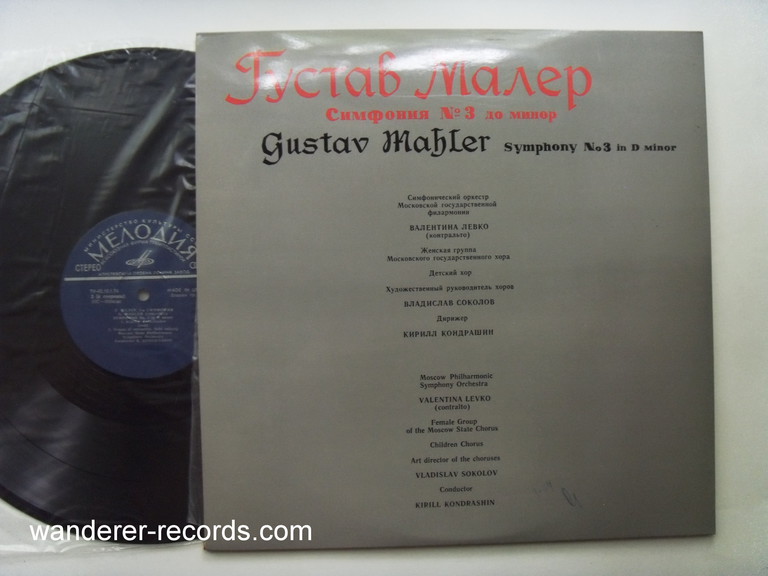 Густав Малер
Симфония №3 до минор
Gustav Mahler Symphony No3 in D minor
Симфонический оркестр
Московской государственной
филармонии
ВАЛЕНТИНА ЛЕВКО
(контральто)
Женская группа
Московского государственного хора
Детский хор
Художественный руководитель хоров
ВЛАДИСЛАВ СОКОЛОВ
Дирижер
КИРИЛЛ КОНДРАШИН
Moscow Philharmonic
Symphony Orchestra
VALENTINA LEVKO
(contralto)
Female Group
of the Moscow State Chorus
Children Chorus
Art director of the choruses
VLADISLAV SOKOLOV
Conductor
KIRILL KONDRASHIN
МИНИСТЕРСТВО КУЛЬТУРЫ
МЕЛОДИЯ
СТЕРЕО
wanderer-records.com